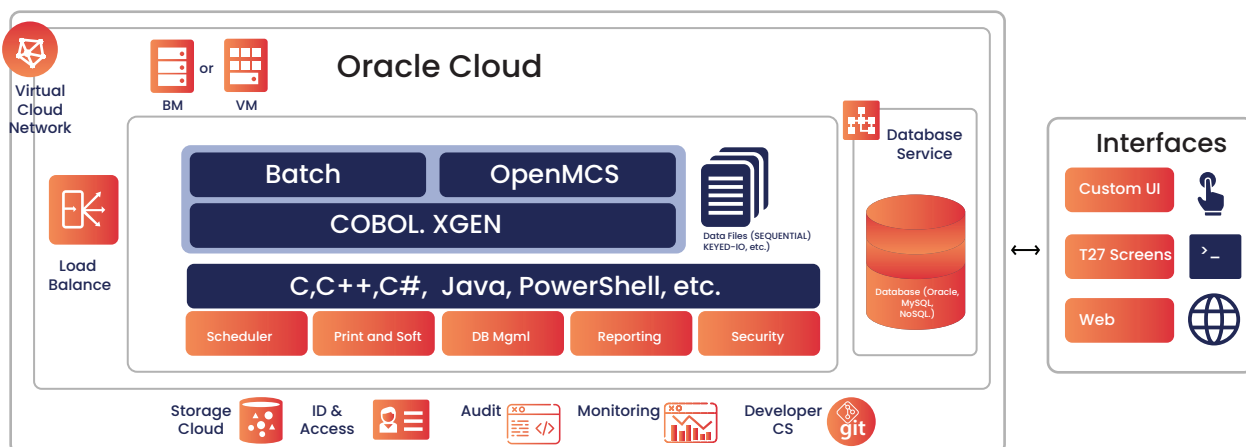 Oracle Cloud
Virtual
Cloud
Network
or
BM
VM
Load
Balance
Batch
OpenMCS
COBOL. XGEN
Data Files (SEQUENTIAL)
KEYED-IO, etc.)
C,C++,C#, Java, PowerShell, etc.
Scheduler
Print and Soft
DB Mgml
Reporting
Security
Database
Service
Database (Oracle,
MySQL,
NoSQL.)
Interfaces
Custom UI
T27 Screens
>_
Web
Storage
Cloud
ID &
Access
Audit
XO
</>
Monitoring
XO
Developer
CS
git